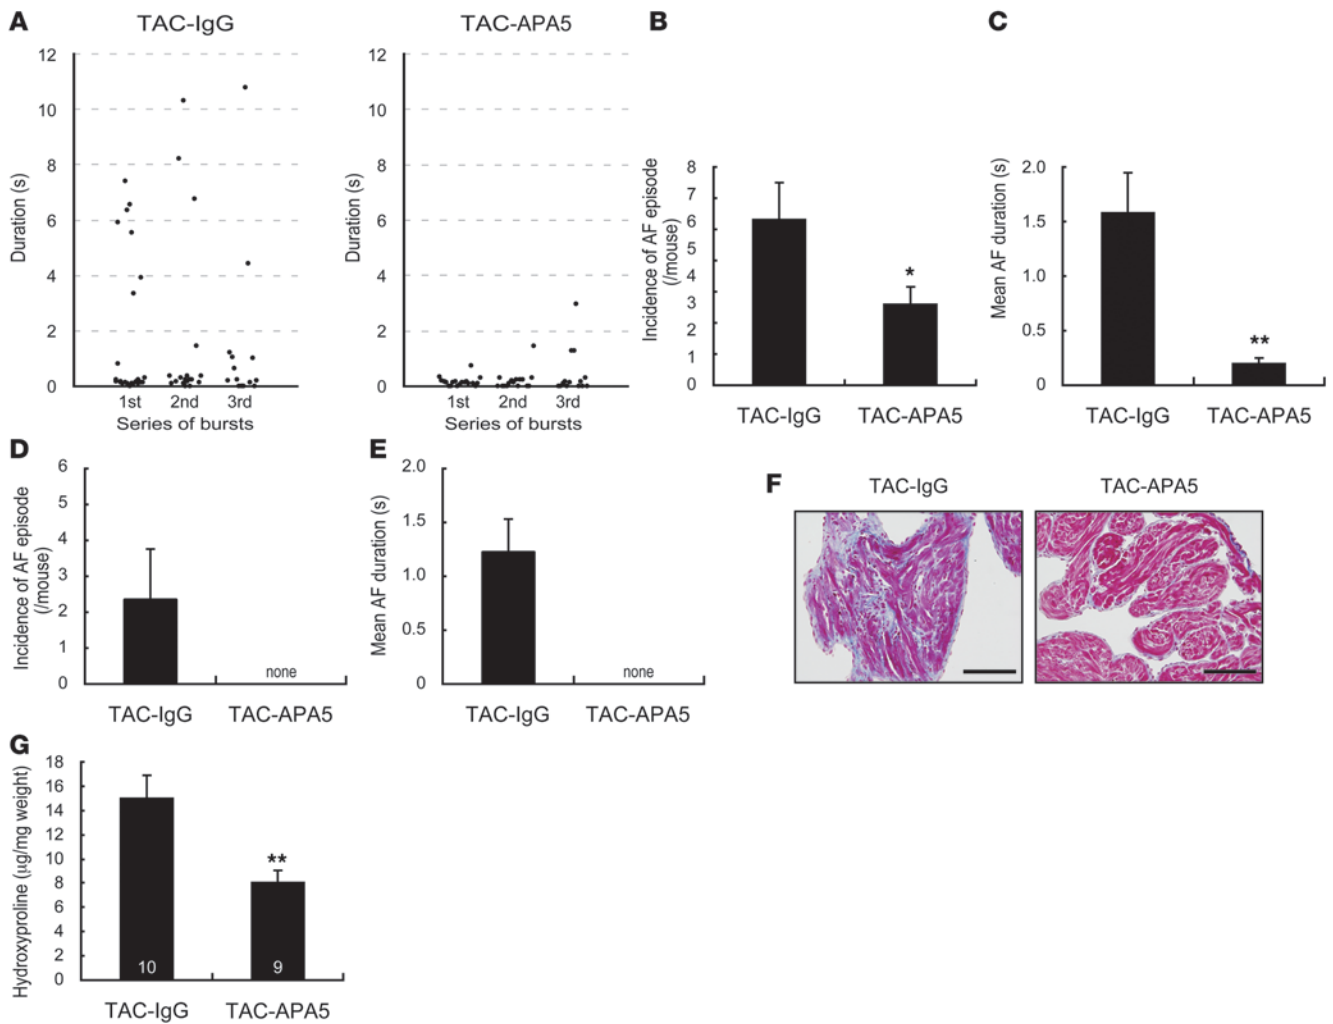 A
TAC-IgG
TAC-APA5
12
10
8
6
4
2
0
Duration (s)
1st 2nd 3rd
Series of bursts
12
10
8
6
4
2
0
Duration (s)
1st 2nd 3rd
Series of bursts
B
8
7
6
5
4
3
2
1
0
Incidence of AF episode
(/mouse)
*
TAC-IgG TAC-APA5
C
2.0
1.5
1.0
0.5
0
Mean AF duration (s)
**
TAC-IgG TAC-APA5
D
6
5
4
3
2
1
0
Incidence of AF episode
(/mouse)
none
TAC-IgG TAC-APA5
E
2.0
1.5
1.0
0.5
0
Mean AF duration (s)
none
TAC-IgG TAC-APA5
F
TAC-IgG
TAC-APA5
G
18
16
14
12
10
8
6
4
2
0
Hydroxyproline (μg/mg weight)
**
10
9
TAC-IgG TAC-APA5